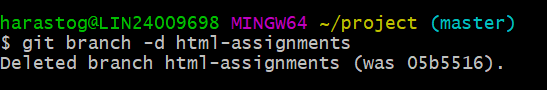 harastog@LIN24009698 MINGW64 ~/project (master)
$ git branch -d html-assignments
Deleted branch html-assignments (was 05b5516).